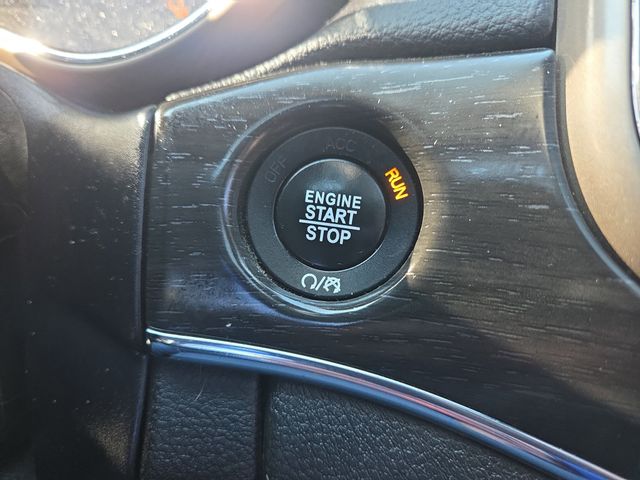 OFF ACC RUN
ENGINE
START
STOP